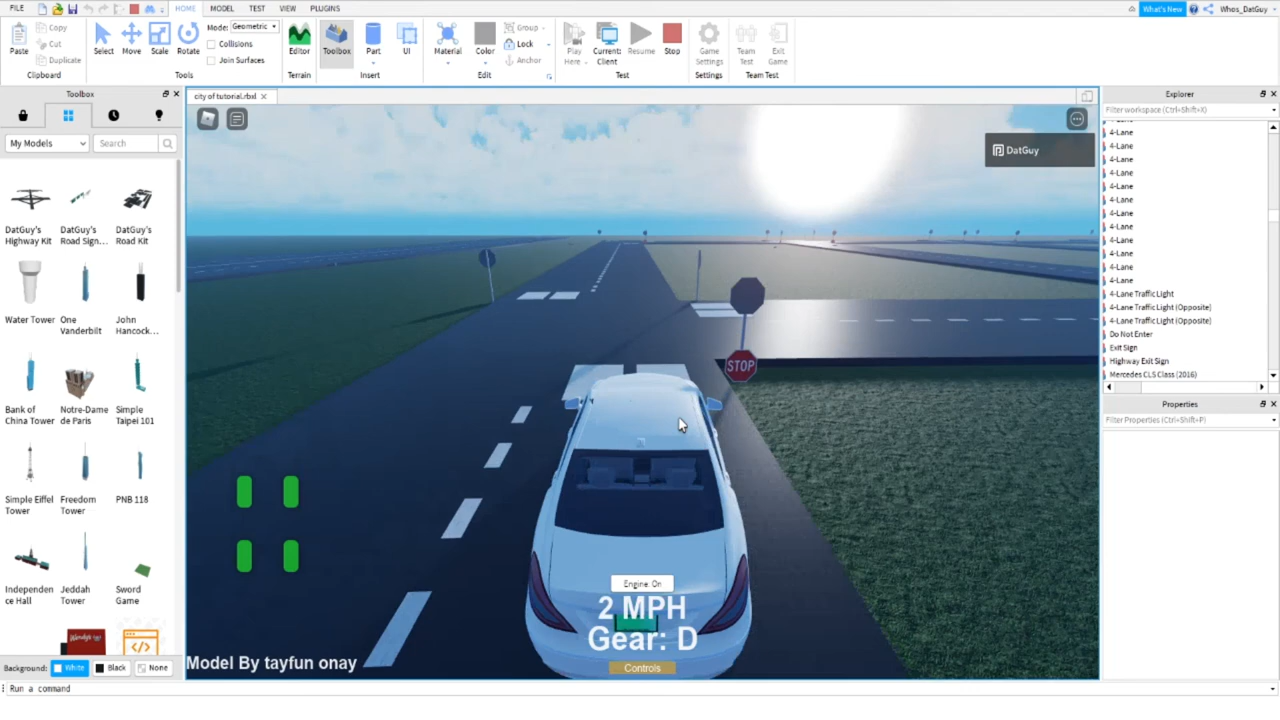 FILE HOME MODEL TEST VIEW PLUGINS What's New Whos_DatGuy
Paste Copy Cut Duplicate Select Move Scale Rotate Mode: Geometric Collisions Join Surfaces Editor Toolbox Part UI Material Color Group Lock Anchor Play Here Current: Client Resume Stop Game Settings Team Test Exit Game
Clipboard Tools Terrain Insert Edit Test Settings Team Test
Toolbox
city of tutorial.rbxl
Explorer
Filter workspace (Ctrl+Shift+X)
My Models Search
DatGuy
DatGuy's Highway Kit
DatGuy's Road Sign...
DatGuy's Road Kit
Water Tower
One Vanderbilt
John Hancock...
Bank of China Tower
Notre-Dame de Paris
Simple Taipei 101
Simple Eiffel Tower
Freedom Tower
PNB 118
Independen ce Hall
Jeddah Tower
Sword Game
Wendy's
Background: White Black None
Run a command
STOP
Engine: On
2 MPH
Gear: D
Controls
Model By tayfun onay
4-Lane
4-Lane
4-Lane
4-Lane
4-Lane
4-Lane
4-Lane
4-Lane
4-Lane
4-Lane
4-Lane
4-Lane
4-Lane Traffic Light
4-Lane Traffic Light (Opposite)
4-Lane Traffic Light (Opposite)
Do Not Enter
Exit Sign
Highway Exit Sign
Mercedes CLS Class (2016)
Properties
Filter Properties (Ctrl+Shift+P)